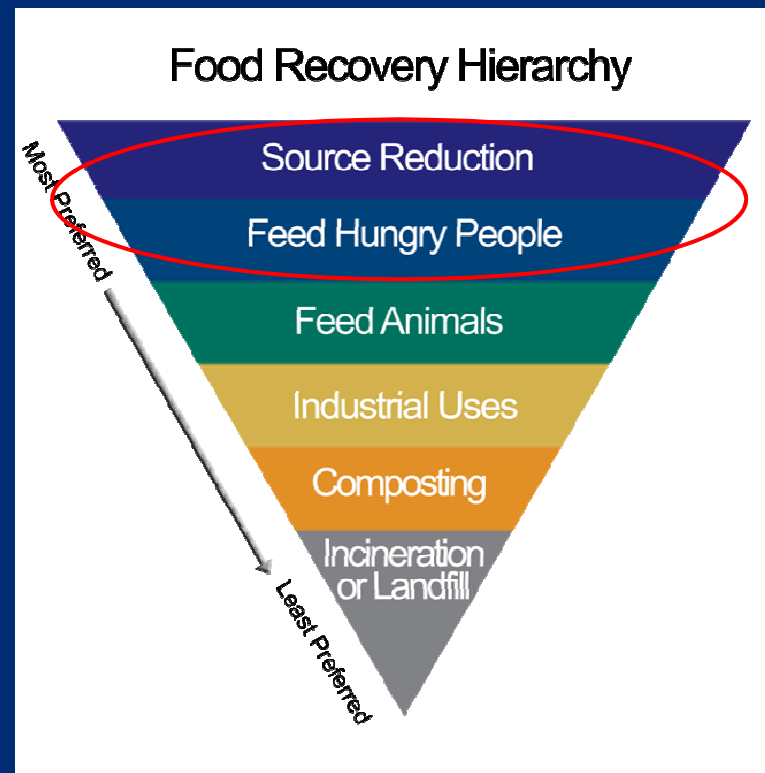 Food Recovery Hierarchy
Most Preferred
Source Reduction
Feed Hungry People
Feed Animals
Industrial Uses
Composting
Incineration
or Landfill
Least Preferred